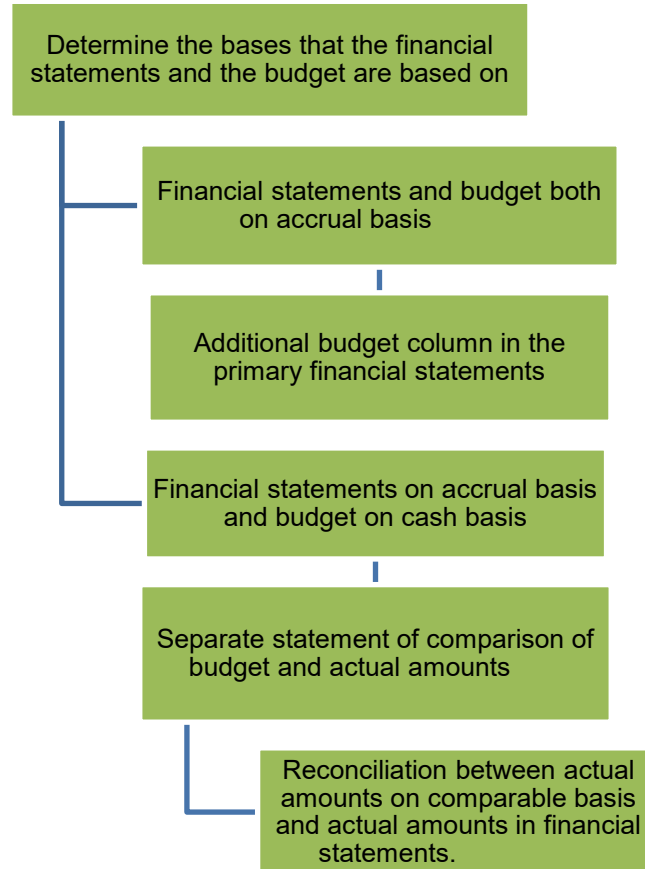 Determine the bases that the financial
statements and the budget are based on
Financial statements and budget both
on accrual basis
Additional budget column in the
primary financial statements
Financial statements on accrual basis
and budget on cash basis
Separate statement of comparison of
budget and actual amounts
Reconciliation between actual
amounts on comparable basis
and actual amounts in financial
statements.